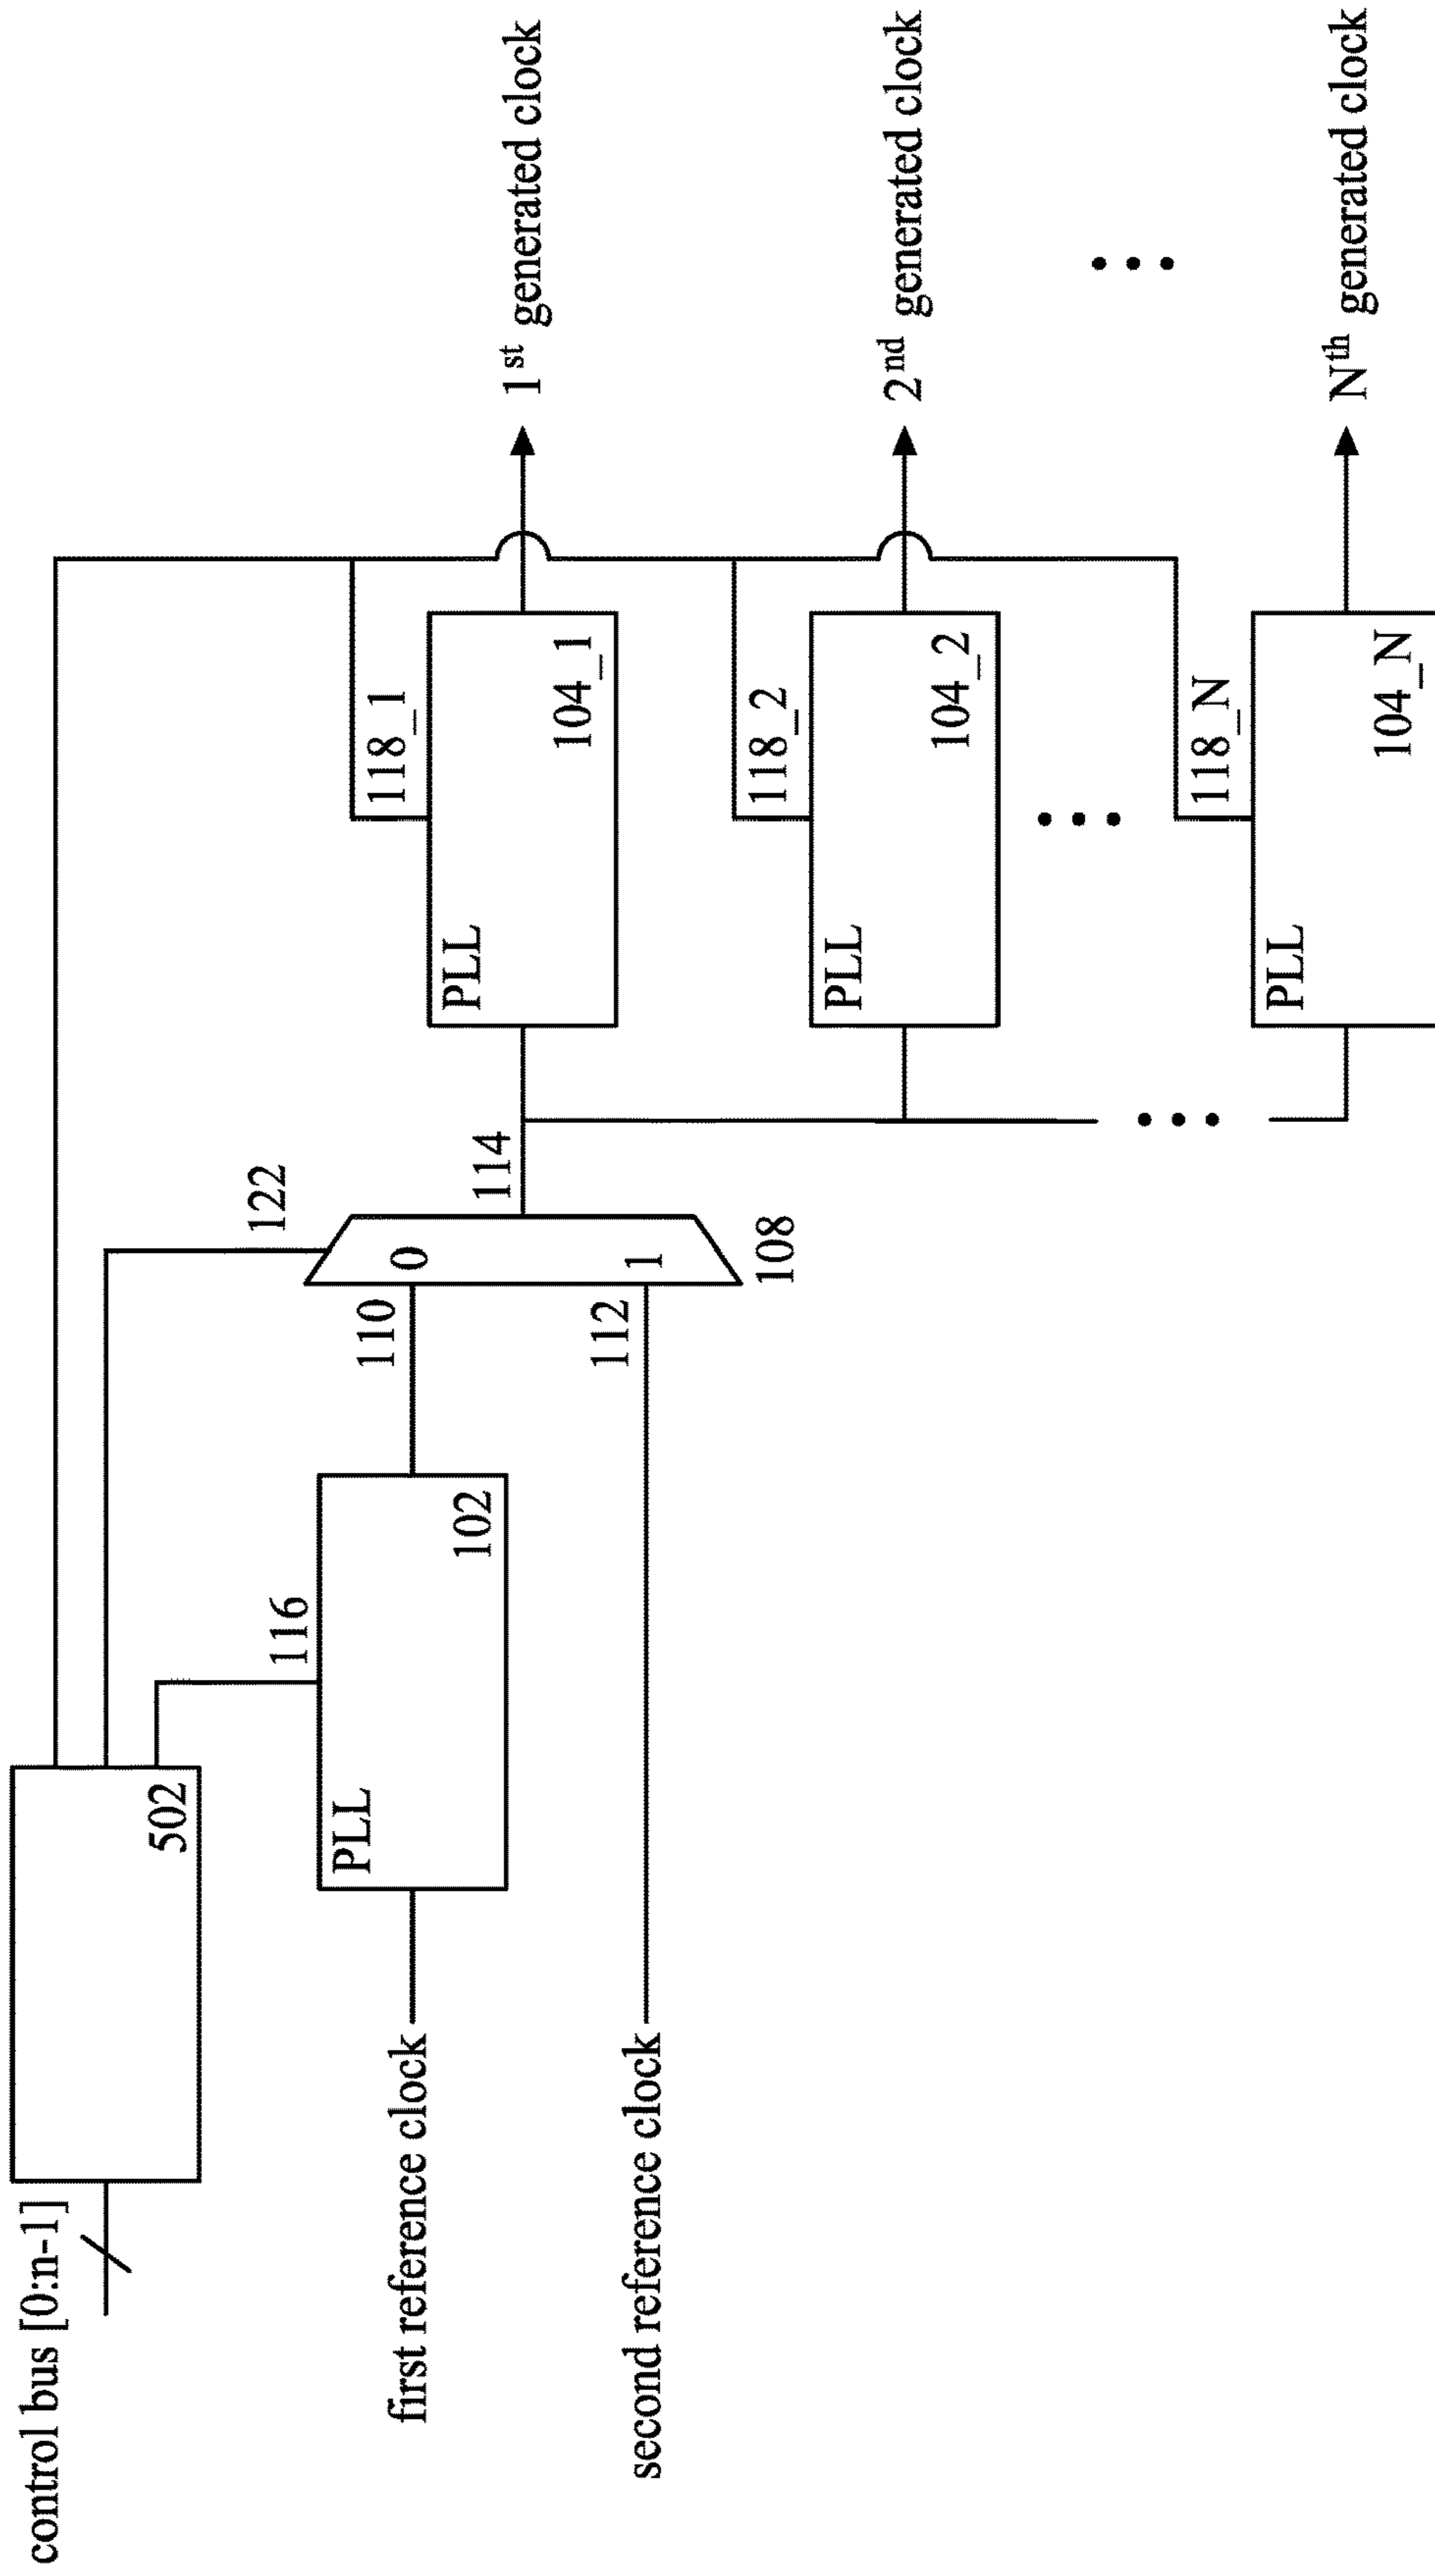 control bus [0:n-1]
502
116
122
first reference clock
PLL
102
110
0
114
second reference clock
112
1
108
118_1
PLL
104_1
1st generated clock
118_2
PLL
104_2
2nd generated clock
118_N
PLL
104_N
Nth generated clock